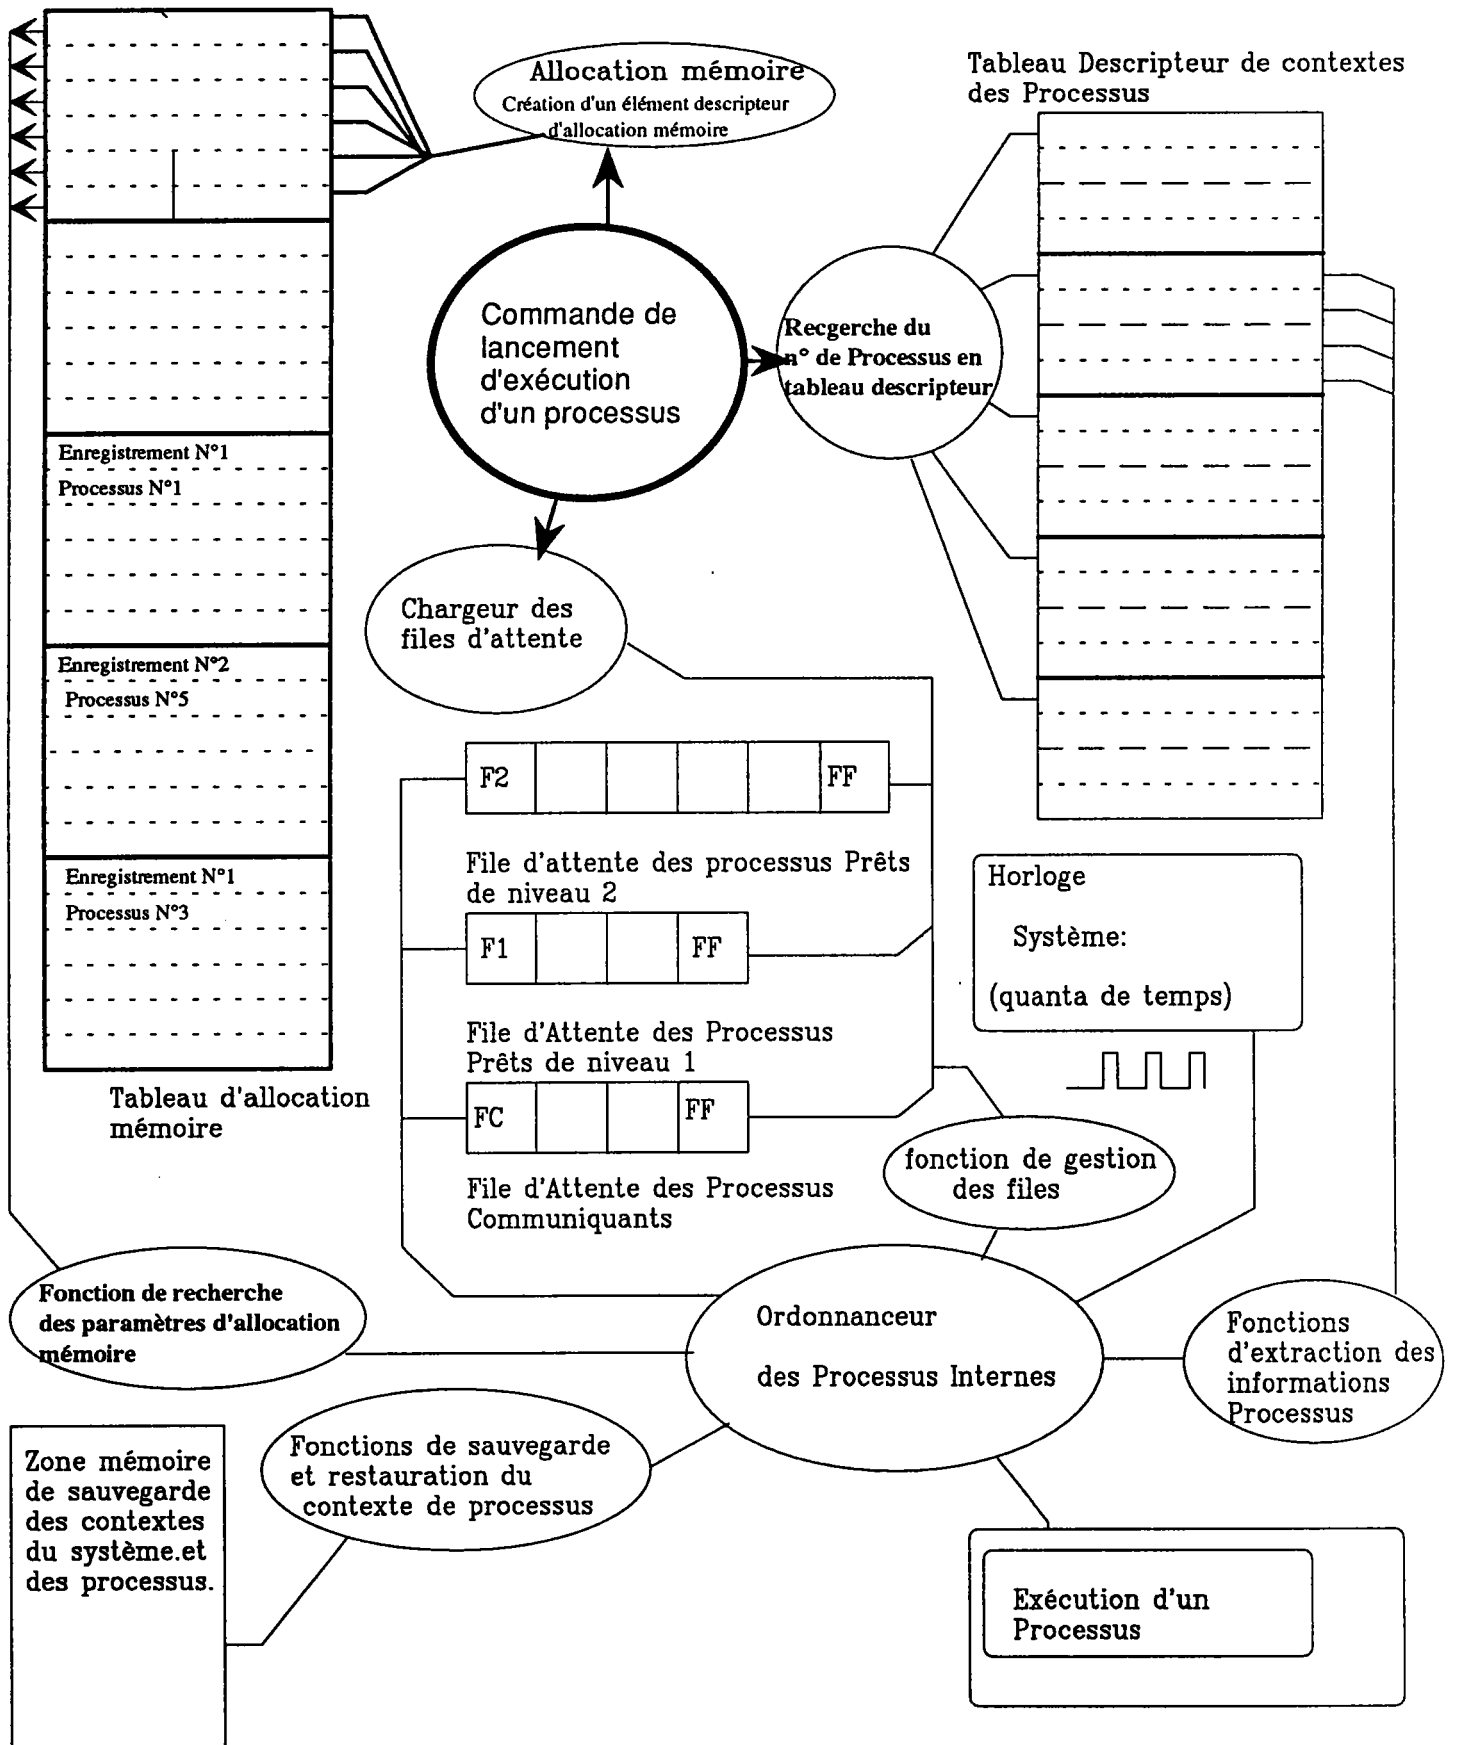 Allocation mémoire
Création d'un élément descripteur
d'allocation mémoire
Tableau Descripteur de contextes
des Processus
Commande de
lancement
d'exécution
d'un processus
Recgerche du
n° de Processus en
tableau descripteur
Enregistrement N°1
Processus N°1
Enregistrement N°2
Processus N°5
Enregistrement N°1
Processus N°3
Tableau d'allocation
mémoire
Chargeur des
files d'attente
F2 FF
File d'attente des processus Prêts
de niveau 2
F1 FF
File d'Attente des Processus
Prêts de niveau 1
FC FF
File d'Attente des Processus
Communiquants
Horloge
Système:
(quanta de temps)
fonction de gestion
des files
Fonction de recherche
des paramètres d'allocation
mémoire
Ordonnanceur
des Processus Internes
Fonctions
d'extraction des
informations
Processus
Fonctions de sauvegarde
et restauration du
contexte de processus
Zone mémoire
de sauvegarde
des contextes
du système.et
des processus.
Exécution d'un
Processus